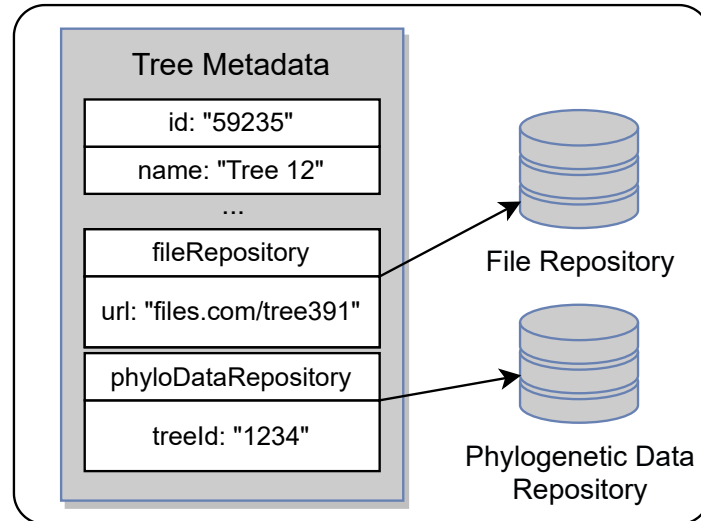 Tree Metadata
id: "59235"
name: "Tree 12"
...
fileRepository
url: "files.com/tree391"
phyloDataRepository
treeId: "1234"
File Repository
Phylogenetic Data
Repository